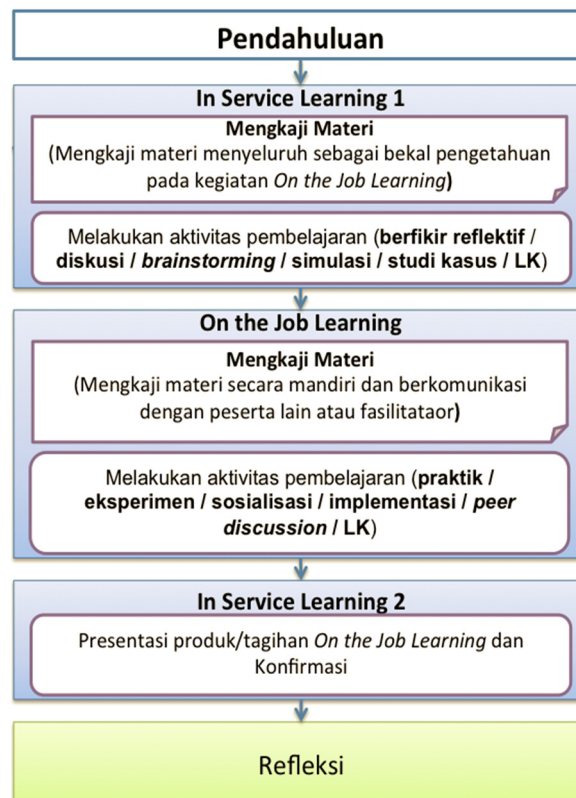 Pendahuluan
In Service Learning 1
Mengkaji Materi
(Mengkaji materi menyeluruh sebagai bekal pengetahuan
pada kegiatan On the Job Learning)
Melakukan aktivitas pembelajaran (berfikir reflektif /
diskusi / brainstorming / simulasi / studi kasus / LK)
On the Job Learning
Mengkaji Materi
(Mengkaji materi secara mandiri dan berkomunikasi
dengan peserta lain atau fasilitataor)
Melakukan aktivitas pembelajaran (praktik /
eksperimen / sosialisasi / implementasi / peer
discussion / LK)
In Service Learning 2
Presentasi produk/tagihan On the Job Learning dan
Konfirmasi
Refleksi